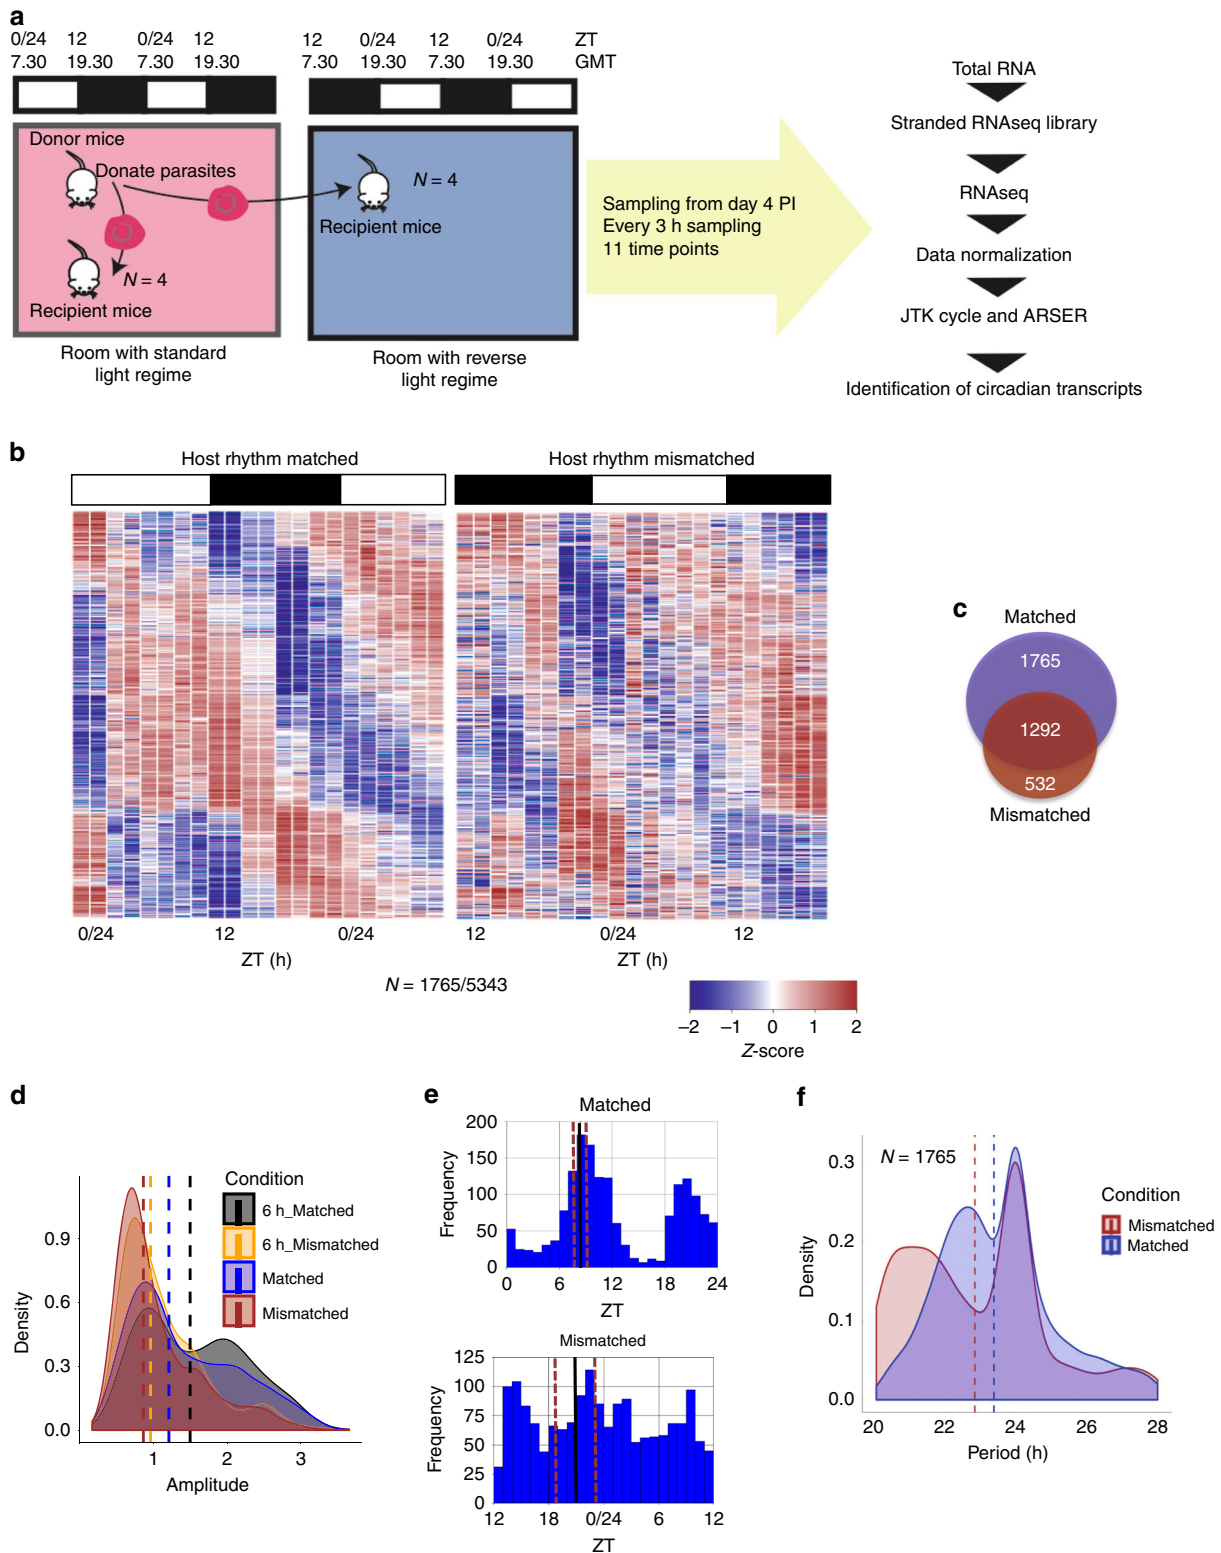 a
0/24 12 0/24 12
7.30 19.30 7.30 19.30
12 0/24 12 0/24 ZT
7.30 19.30 7.30 19.30 GMT
Donor mice
Donate parasites
N = 4
Recipient mice
Room with standard
light regime
N = 4
Recipient mice
Room with reverse
light regime
Sampling from day 4 PI
Every 3 h sampling
11 time points
Total RNA
Stranded RNAseq library
RNAseq
Data normalization
JTK cycle and ARSER
Identification of circadian transcripts
b
Host rhythm matched
Host rhythm mismatched
0/24 12 0/24
ZT (h)
12 0/24 12
ZT (h)
N = 1765/5343
–2 –1 0 1 2
Z-score
c
Matched
1765
1292
532
Mismatched
d
Condition
6 h_Matched
6 h_Mismatched
Matched
Mismatched
Density
0.9
0.6
0.3
0.0
1 2 3
Amplitude
e
Matched
Frequency
200
150
100
50
0
0 6 12 18 24
ZT
Mismatched
Frequency
125
100
75
50
25
0
12 18 0/24 6 12
ZT
f
N = 1765
Density
0.3
0.2
0.1
0.0
20 22 24 26 28
Period (h)
Condition
Mismatched
Matched